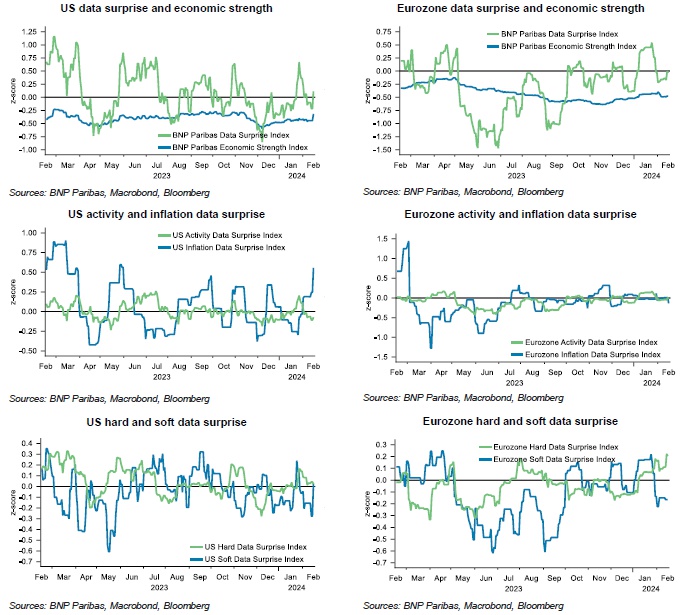 US data surprise and economic strength
z-score
1.25
1.00
0.75
0.50
0.25
0.00
-0.25
-0.50
-0.75
-1.00
BNP Paribas Data Surprise Index
BNP Paribas Economic Strength Index
Feb Mar Apr May Jun Jul Aug Sep Oct Nov Dec Jan Feb
2023 2024
Sources: BNP Paribas, Macrobond, Bloomberg
Eurozone data surprise and economic strength
z-score
0.75
0.50
0.25
0.00
-0.25
-0.50
-0.75
-1.00
-1.25
-1.50
BNP Paribas Data Surprise Index
BNP Paribas Economic Strength Index
Feb Mar Apr May Jun Jul Aug Sep Oct Nov Dec Jan Feb
2023 2024
Sources: BNP Paribas, Macrobond, Bloomberg
US activity and inflation data surprise
z-score
1.00
0.75
0.50
0.25
0.00
-0.25
-0.50
US Activity Data Surprise Index
US Inflation Data Surprise Index
Feb Mar Apr May Jun Jul Aug Sep Oct Nov Dec Jan Feb
2023 2024
Sources: BNP Paribas, Macrobond, Bloomberg
Eurozone activity and inflation data surprise
z-score
1.5
1.0
0.5
0.0
-0.5
-1.0
-1.5
Eurozone Activity Data Surprise Index
Eurozone Inflation Data Surprise Index
Feb Mar Apr May Jun Jul Aug Sep Oct Nov Dec Jan Feb
2023 2024
Sources: BNP Paribas, Macrobond, Bloomberg
US hard and soft data surprise
z-score
0.4
0.3
0.2
0.1
0.0
-0.1
-0.2
-0.3
-0.4
-0.5
-0.6
-0.7
US Hard Data Surprise Index
US Soft Data Surprise Index
Feb Mar Apr May Jun Jul Aug Sep Oct Nov Dec Jan Feb
2023 2024
Sources: BNP Paribas, Macrobond, Bloomberg
Eurozone hard and soft data surprise
z-score
0.3
0.2
0.1
0.0
-0.1
-0.2
-0.3
-0.4
-0.5
-0.6
-0.7
Eurozone Hard Data Surprise Index
Eurozone Soft Data Surprise Index
Feb Mar Apr May Jun Jul Aug Sep Oct Nov Dec Jan Feb
2023 2024
Sources: BNP Paribas, Macrobond, Bloomberg